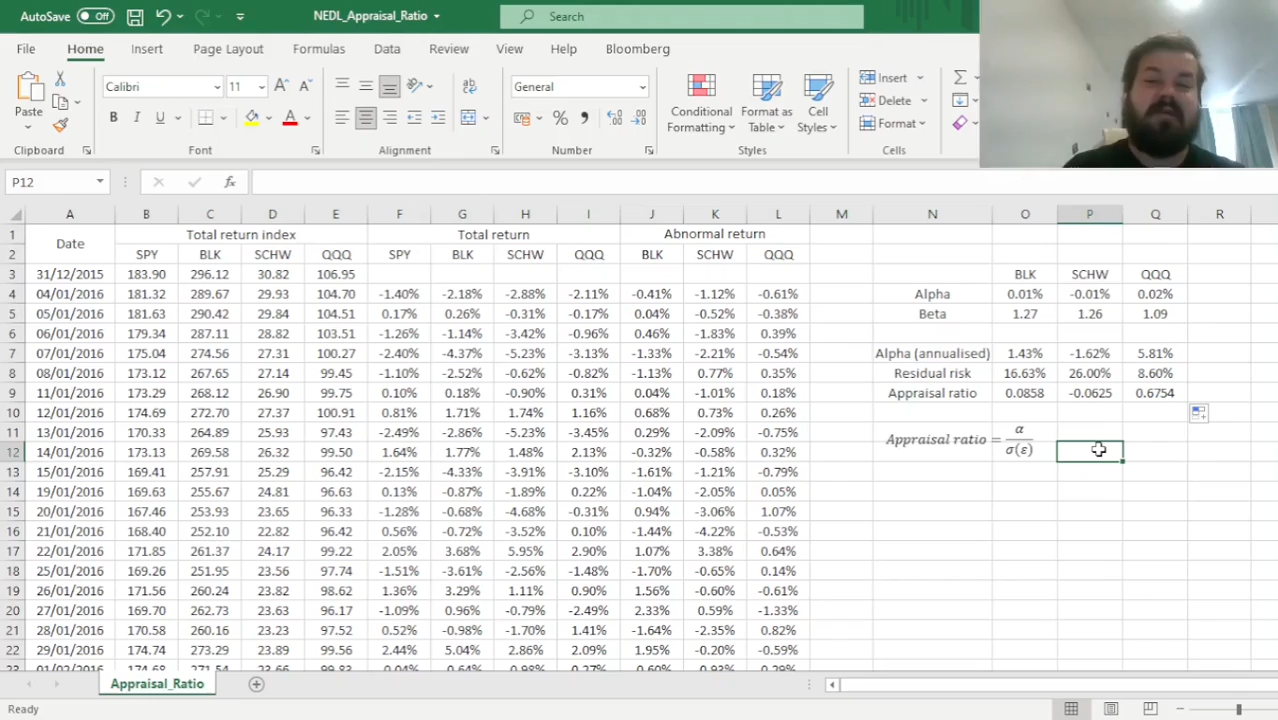 AutoSave Off NEDL_Appraisal_Ratio Search
File Home Insert Page Layout Formulas Data Review View Help Bloomberg
Paste Calibri 11 General Conditional Formatting Format as Table Cell Styles Insert Delete Format
Clipboard Font Alignment Number Styles Cells
P12 fx
A B C D E F G H I J K L M N O P Q R
1 Date Total return index Total return Abnormal return
2 SPY BLK SCHW QQQ SPY BLK SCHW QQQ BLK SCHW QQQ
3 31/12/2015 183.90 296.12 30.82 106.95 BLK SCHW QQQ
4 04/01/2016 181.32 289.67 29.93 104.70 -1.40% -2.18% -2.88% -2.11% -0.41% -1.12% -0.61% Alpha 0.01% -0.01% 0.02%
5 05/01/2016 181.63 290.42 29.84 104.51 0.17% 0.26% -0.31% -0.17% 0.04% -0.52% -0.38% Beta 1.27 1.26 1.09
6 06/01/2016 179.34 287.11 28.82 103.51 -1.26% -1.14% -3.42% -0.96% 0.46% -1.83% 0.39%
7 07/01/2016 175.04 274.56 27.31 100.27 -2.40% -4.37% -5.23% -3.13% -1.33% -2.21% -0.54% Alpha (annualised) 1.43% -1.62% 5.81%
8 08/01/2016 173.12 267.65 27.14 99.45 -1.10% -2.52% -0.62% -0.82% -1.13% 0.77% 0.35% Residual risk 16.63% 26.00% 8.60%
9 11/01/2016 173.29 268.12 26.90 99.75 0.10% 0.18% -0.90% 0.31% 0.04% -1.01% 0.18% Appraisal ratio 0.0858 -0.0625 0.6754
10 12/01/2016 174.69 272.70 27.37 100.91 0.81% 1.71% 1.74% 1.16% 0.68% 0.73% 0.26%
11 13/01/2016 170.33 264.89 25.93 97.43 -2.49% -2.86% -5.23% -3.45% 0.29% -2.09% -0.75%
Appraisal ratio = α / σ(ε)
12 14/01/2016 173.13 269.58 26.32 99.50 1.64% 1.77% 1.48% 2.13% -0.32% -0.58% 0.32%
13 15/01/2016 169.41 257.91 25.29 96.41 -2.15% -4.33% -3.91% -3.10% -1.61% -1.21% -0.79%
14 19/01/2016 169.63 255.67 24.81 96.63 0.13% -0.87% -1.89% 0.22% -1.04% -2.05% 0.05%
15 20/01/2016 167.46 253.93 23.65 96.33 -1.28% -0.68% -4.68% -0.31% 0.94% -3.06% 1.07%
16 21/01/2016 168.40 252.10 22.82 96.42 0.56% -0.72% -3.52% 0.10% -1.44% -4.22% -0.53%
17 22/01/2016 171.85 261.37 24.17 99.22 2.05% 3.68% 5.95% 2.90% 1.07% 3.38% 0.64%
18 25/01/2016 169.26 251.95 23.56 97.74 -1.51% -3.61% -2.56% -1.48% -1.70% -0.65% 0.14%
19 26/01/2016 171.56 260.24 23.82 98.62 1.36% 3.29% 1.11% 0.90% 1.56% -0.60% -0.61%
20 27/01/2016 169.70 262.73 23.63 96.17 -1.09% 0.96% -0.79% -2.49% 2.33% 0.59% -1.33%
21 28/01/2016 170.58 260.16 23.23 97.52 0.52% -0.98% -1.70% 1.41% -1.64% -2.35% 0.82%
22 29/01/2016 174.74 273.29 23.89 99.56 2.44% 5.04% 2.86% 2.09% 1.95% -0.20% -0.59%
Appraisal_Ratio
Ready